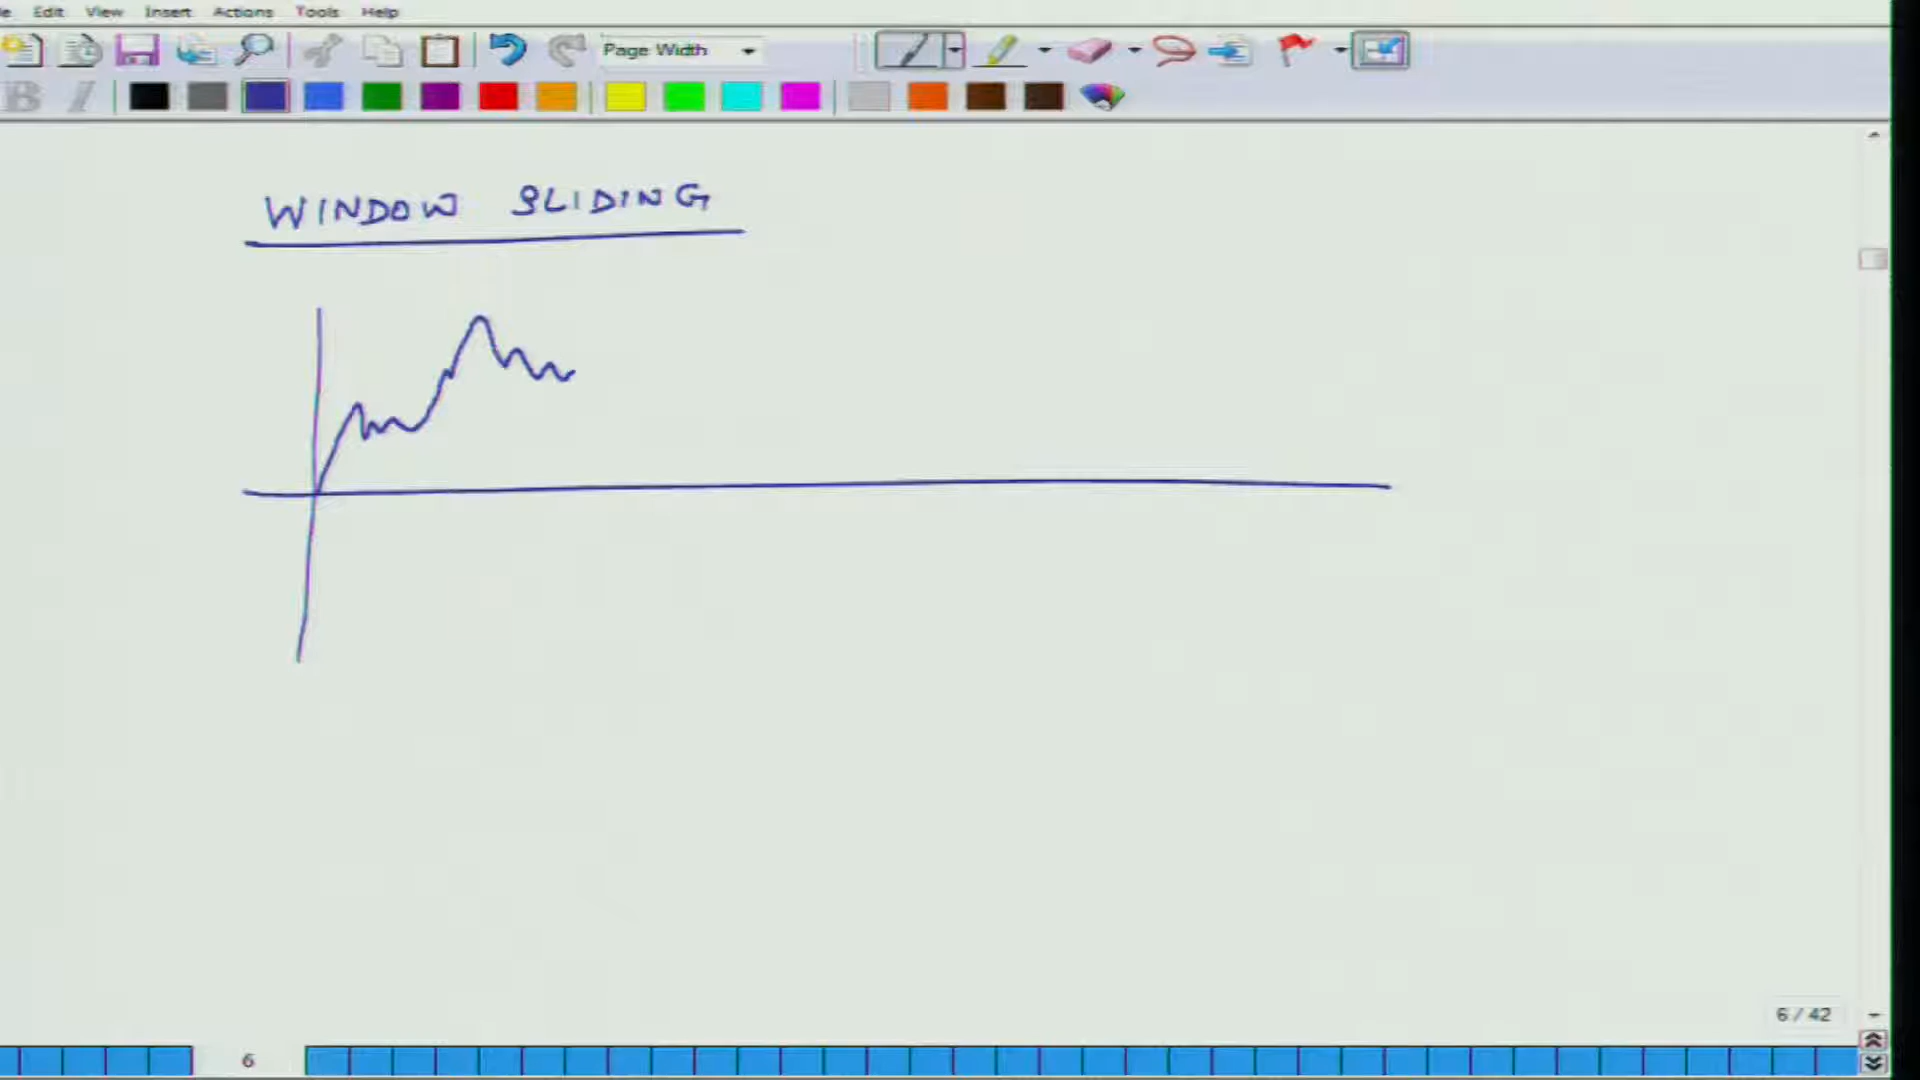 Edit View Insert Actions Tools Help
Page Width
B I
WINDOW SLIDING
6 / 42
6